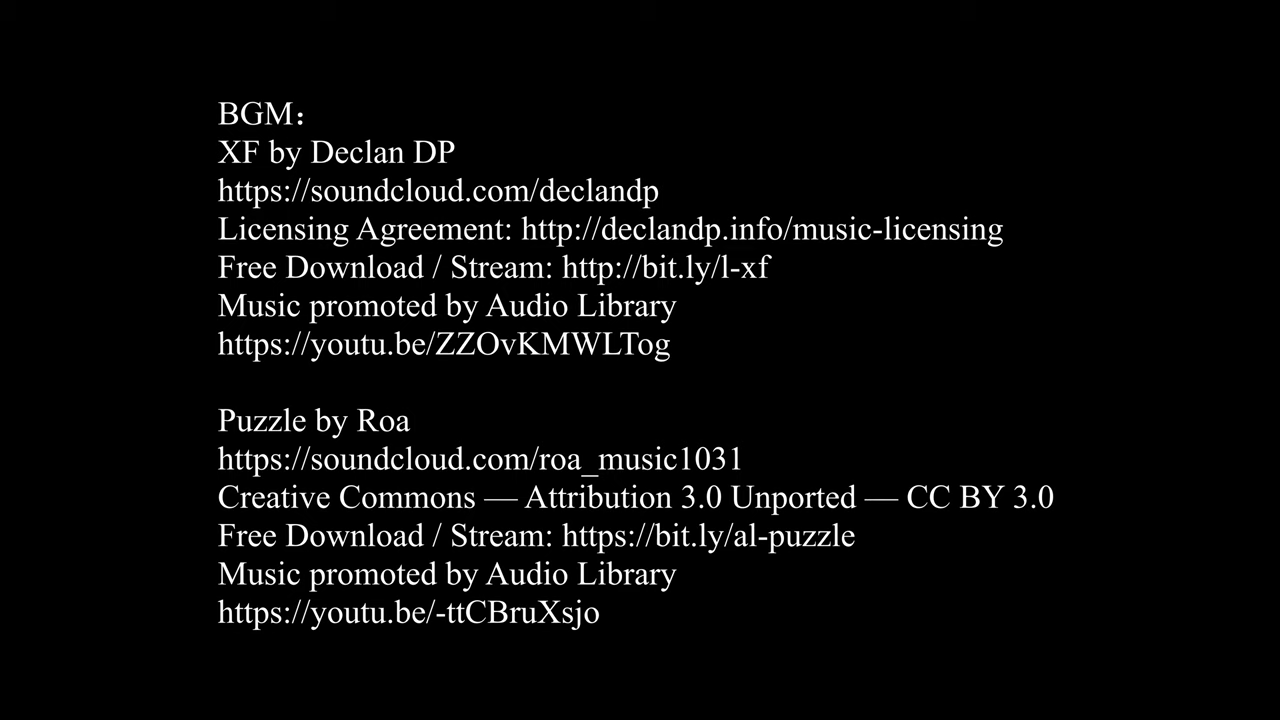 BGM：
XF by Declan DP
https://soundcloud.com/declandp
Licensing Agreement: http://declandp.info/music-licensing
Free Download / Stream: http://bit.ly/l-xf
Music promoted by Audio Library
https://youtu.be/ZZOvKMWLTog
Puzzle by Roa
https://soundcloud.com/roa_music1031
Creative Commons — Attribution 3.0 Unported — CC BY 3.0
Free Download / Stream: https://bit.ly/al-puzzle
Music promoted by Audio Library
https://youtu.be/-ttCBruXsjo